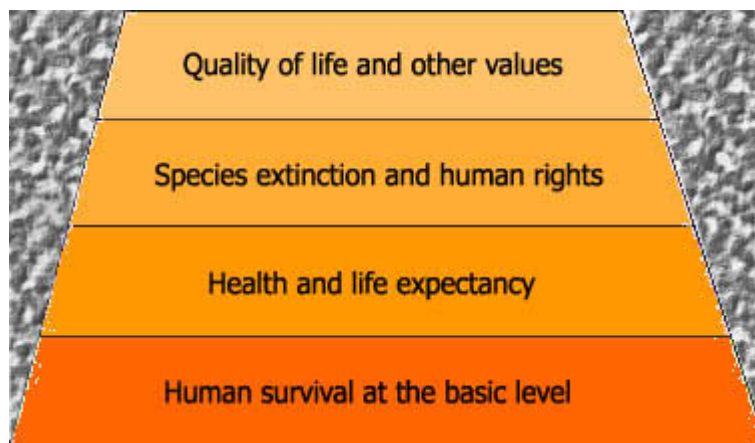 Quality of life and other values
Species extinction and human rights
Health and life expectancy
Human survival at the basic level